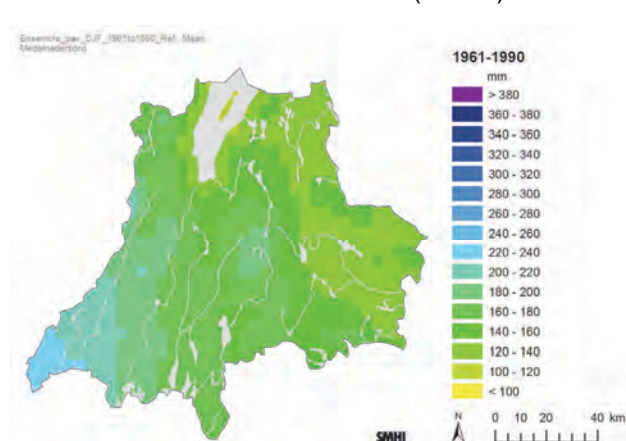 Ensemble_pav_DJF_1961to1990_Ref. Mean
Medelnederbörd
1961-1990
mm
> 380
360 - 380
340 - 360
320 - 340
300 - 320
280 - 300
260 - 280
240 - 260
220 - 240
200 - 220
180 - 200
160 - 180
140 - 160
120 - 140
100 - 120
< 100
SMHI
N
0 10 20 40 km